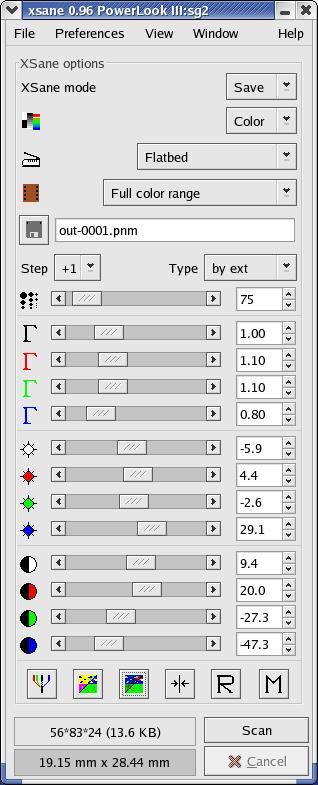 xsane 0.96 PowerLook III:sg2
File Preferences View Window Help
XSane options
XSane mode Save
Color
Flatbed
Full color range
out-0001.pnm
Step +1 Type by ext
75
Γ 1.00
Γ 1.10
Γ 1.10
Γ 0.80
-5.9
4.4
-2.6
29.1
9.4
20.0
-27.3
-47.3
R M
56*83*24 (13.6 KB) Scan
19.15 mm x 28.44 mm Cancel